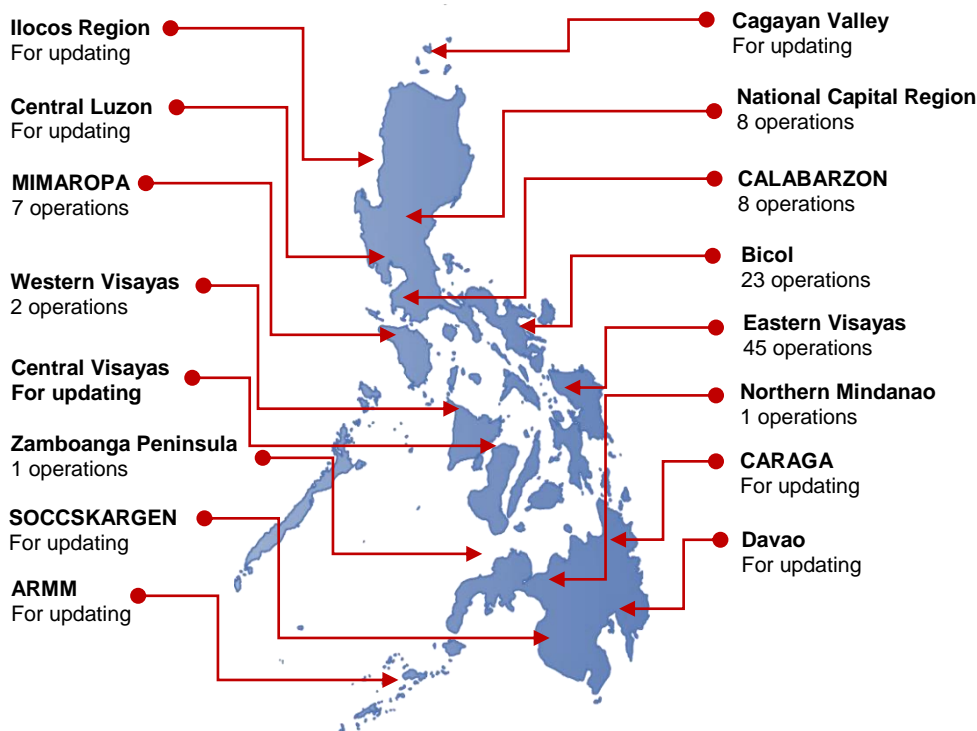 Ilocos Region
For updating
Central Luzon
For updating
MIMAROPA
7 operations
Western Visayas
2 operations
Central Visayas
For updating
Zamboanga Peninsula
1 operations
SOCCSKARGEN
For updating
ARMM
For updating
Cagayan Valley
For updating
National Capital Region
8 operations
CALABARZON
8 operations
Bicol
23 operations
Eastern Visayas
45 operations
Northern Mindanao
1 operations
CARAGA
For updating
Davao
For updating